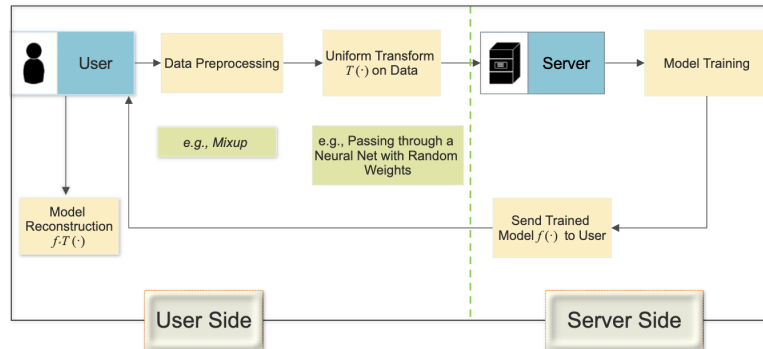 User
Data Preprocessing
Uniform Transform
T(·) on Data
Server
Model Training
e.g., Mixup
e.g., Passing through a
Neural Net with Random
Weights
Model
Reconstruction
f∘T(·)
Send Trained
Model f(·) to User
User Side
Server Side